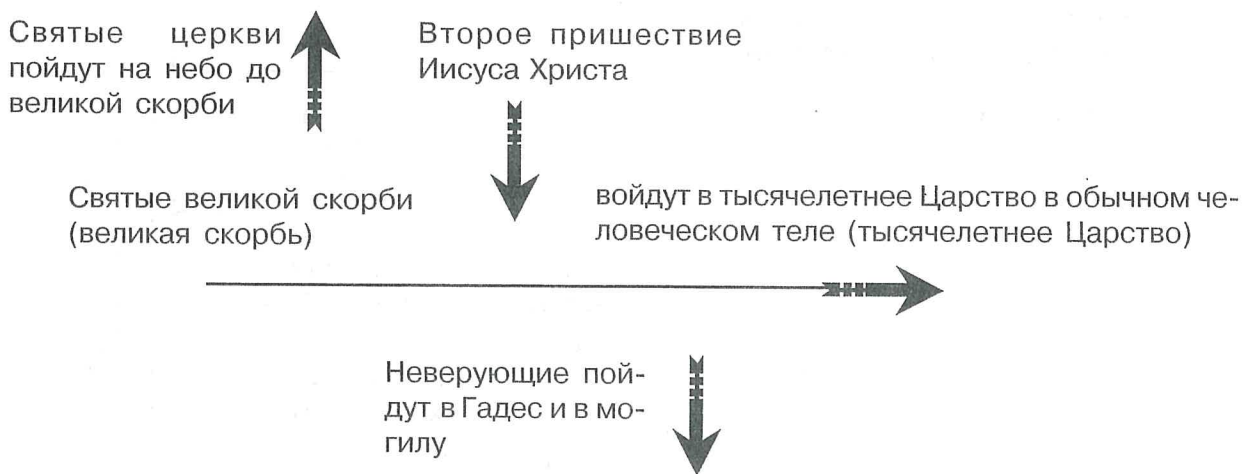 Святые церкви
пойдут на небо до
великой скорби
Второе пришествие
Иисуса Христа
Святые великой скорби
(великая скорбь)
войдут в тысячелетнее Царство в обычном че-
ловеческом теле (тысячелетнее Царство)
Неверующие пой-
дут в Гадес и в мо-
гилу